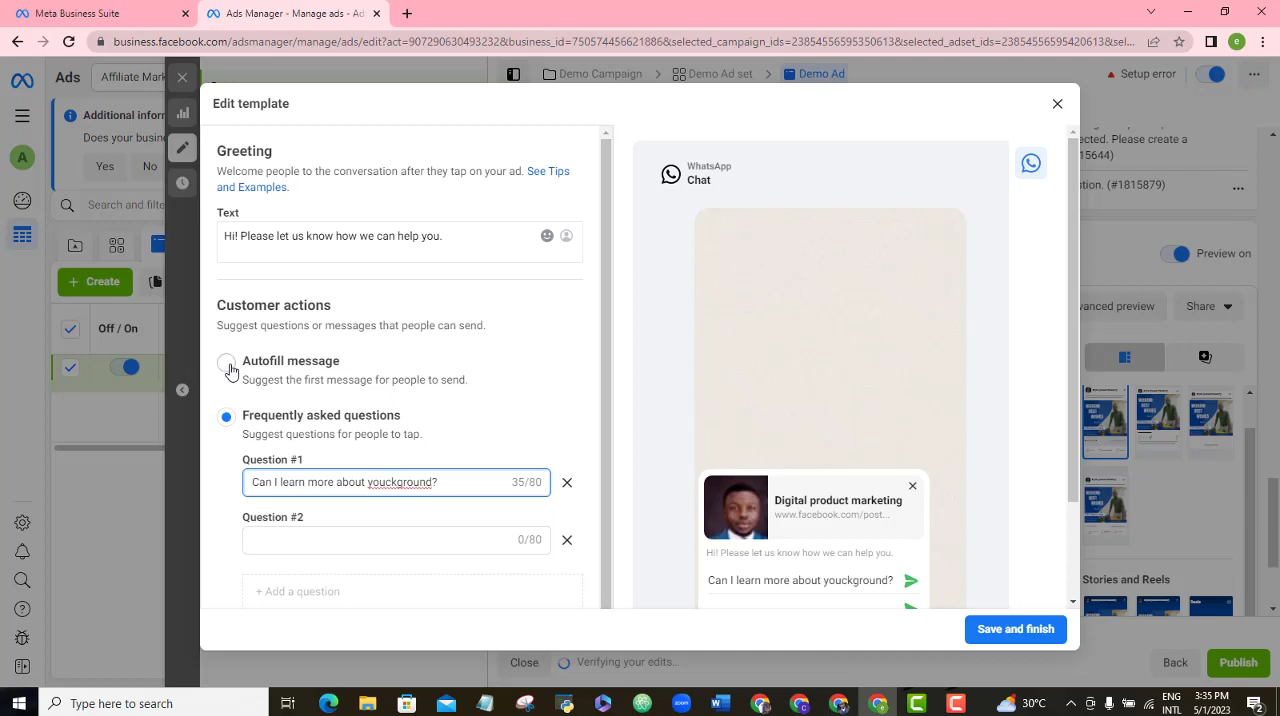 Meta Business Suite
Ads Manager - Manage ads - Ad
business.facebook.com/adsmanager/manage/ads/edit?act=907290630493232&business_id=750574456621886&selected_campaign_ids=23854556595350613&selected_adset_ids=23854556595420613&sel...
Ads
Affiliate Mark
Demo Campaign
Demo Ad set
Demo Ad
Setup error
Additional inform
Does your busin
Yes
No
Search and filte
Create
Off / On
Edit template
Greeting
Welcome people to the conversation after they tap on your ad. See Tips
and Examples.
Text
Hi! Please let us know how we can help you.
Customer actions
Suggest questions or messages that people can send.
Autofill message
Suggest the first message for people to send.
Frequently asked questions
Suggest questions for people to tap.
Question #1
Can I learn more about youckground?
35/80
Question #2
0/80
+ Add a question
WhatsApp
Chat
Digital product marketing
www.facebook.com/post...
Hi! Please let us know how we can help you.
Can I learn more about youckground?
Save and finish
please create a
15644)
ption. (#1815879)
Preview on
vanced preview
Share
Stories and Reels
Close
Verifying your edits...
Back
Publish
Type here to search
30°C
INTL
3:35 PM
5/1/2023